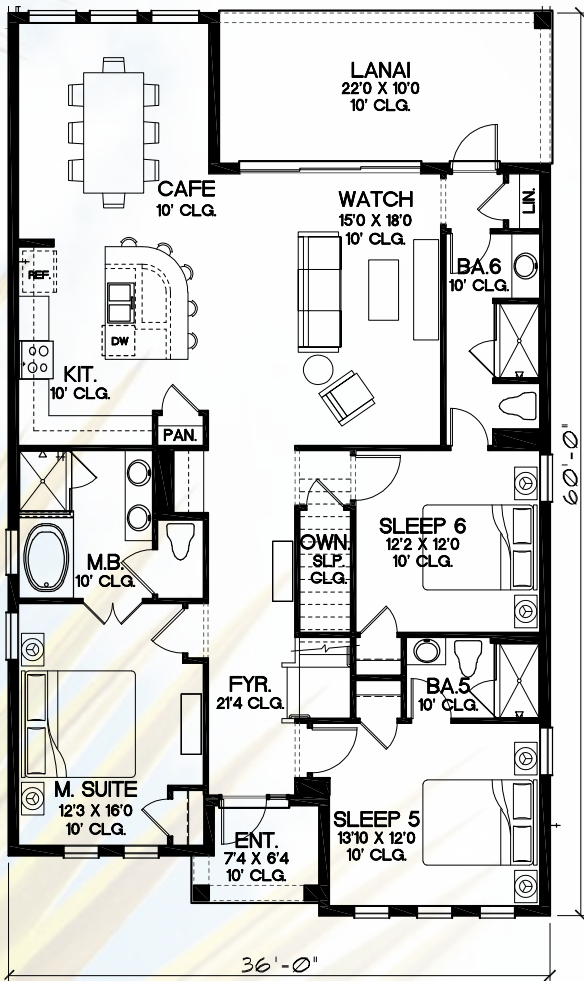 LANAI
22'0 X 10'0
10' CLG.
CAFE
10' CLG.
WATCH
15'0 X 18'0
10' CLG.
LIN.
BA.6
10' CLG.
REF.
DW
KIT.
10' CLG.
PAN.
60'-0"
SLEEP 6
12'2 X 12'0
10' CLG.
OWN.
SLP.
CLG.
M.B.
10' CLG.
FYR.
21'4 CLG.
BA.5
10' CLG.
M. SUITE
12'3 X 16'0
10' CLG.
ENT.
7'4 X 6'4
10' CLG.
SLEEP 5
13'10 X 12'0
10' CLG.
36'-0"